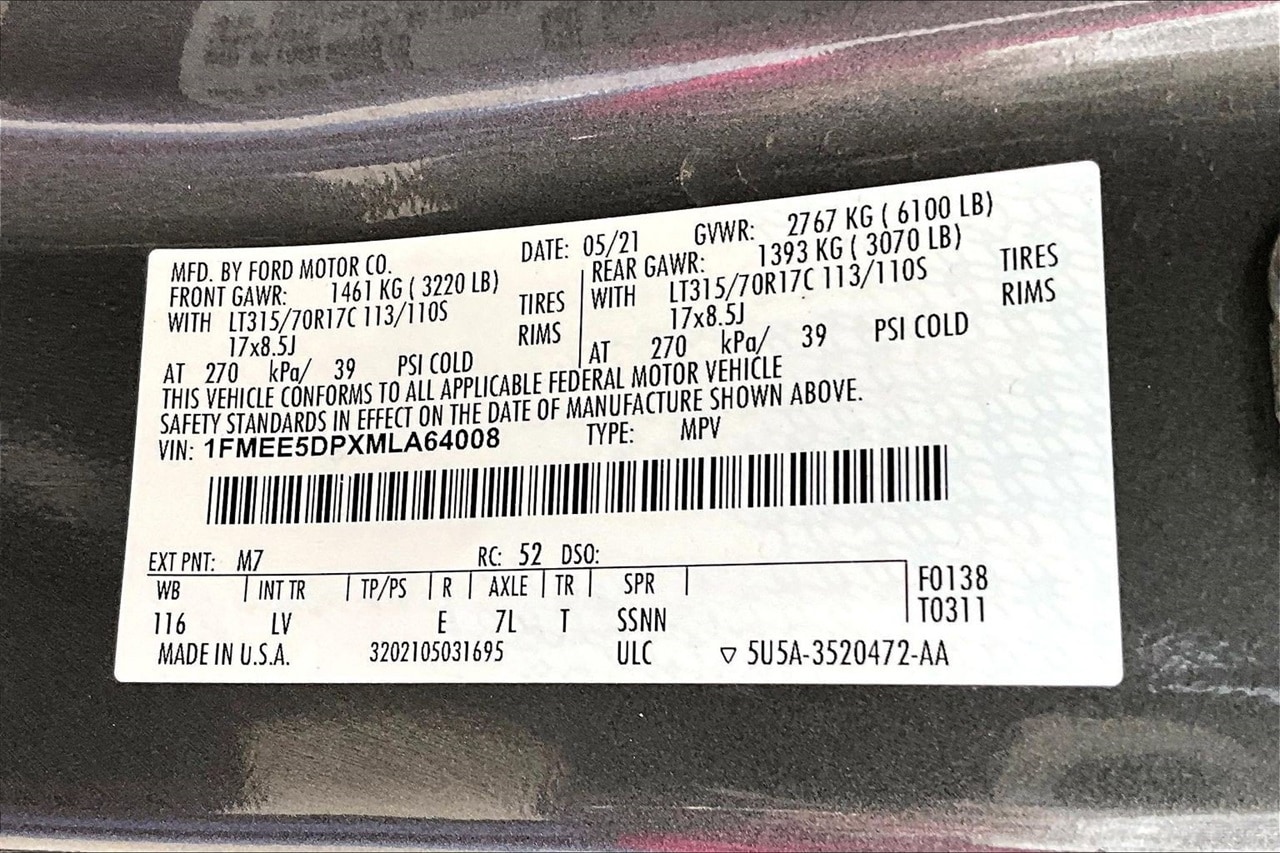 MFD. BY FORD MOTOR CO. DATE: 05/21 GVWR: 2767 KG ( 6100 LB)
FRONT GAWR: 1461 KG ( 3220 LB) REAR GAWR: 1393 KG ( 3070 LB)
WITH LT315/70R17C 113/110S TIRES WITH LT315/70R17C 113/110S TIRES
17x8.5J RIMS 17x8.5J RIMS
AT 270 kPa/ 39 PSI COLD AT 270 kPa/ 39 PSI COLD
THIS VEHICLE CONFORMS TO ALL APPLICABLE FEDERAL MOTOR VEHICLE
SAFETY STANDARDS IN EFFECT ON THE DATE OF MANUFACTURE SHOWN ABOVE.
VIN: 1FMEE5DPXMLA64008 TYPE: MPV
EXT PNT: M7 RC: 52 DSO:
WB INT TR TP/PS R AXLE TR SPR F0138
116 LV E 7L T SSNN T0311
MADE IN U.S.A. 3202105031695 ULC ▽ 5U5A-3520472-AA